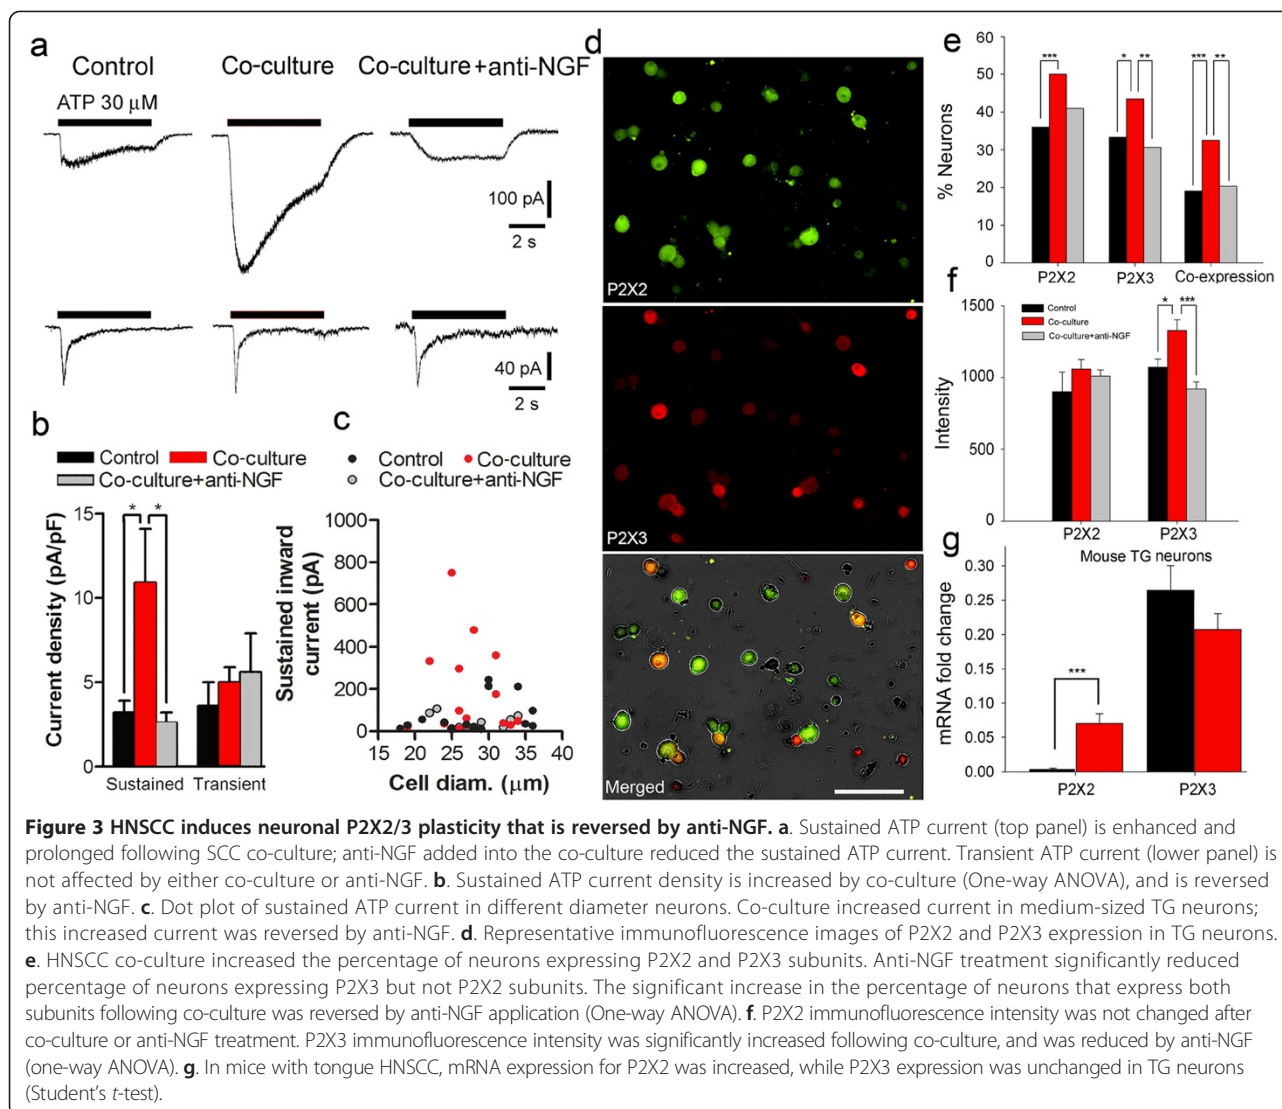 a
Control
Co-culture
Co-culture+anti-NGF
ATP 30 μM
100 pA
2 s
40 pA
2 s
b
Control
Co-culture
Co-culture+anti-NGF
Current density (pA/pF)
15
10
5
0
*
*
Sustained
Transient
c
Control
Co-culture
Co-culture+anti-NGF
Sustained inward
current (pA)
1000
800
600
400
200
0
15 20 25 30 35 40
Cell diam. (μm)
d
P2X2
P2X3
Merged
e
% Neurons
60
50
40
30
20
10
0
*** * ** *** **
P2X2 P2X3 Co-expression
f
Intensity
1500
1000
500
0
Control
Co-culture
Co-culture+anti-NGF
* ***
P2X2 P2X3
g
Mouse TG neurons
mRNA fold change
0.30
0.25
0.20
0.15
0.10
0.05
0.00
***
P2X2 P2X3
Figure 3 HNSCC induces neuronal P2X2/3 plasticity that is reversed by anti-NGF. a. Sustained ATP current (top panel) is enhanced and
prolonged following SCC co-culture; anti-NGF added into the co-culture reduced the sustained ATP current. Transient ATP current (lower panel) is
not affected by either co-culture or anti-NGF. b. Sustained ATP current density is increased by co-culture (One-way ANOVA), and is reversed
by anti-NGF. c. Dot plot of sustained ATP current in different diameter neurons. Co-culture increased current in medium-sized TG neurons;
this increased current was reversed by anti-NGF. d. Representative immunofluorescence images of P2X2 and P2X3 expression in TG neurons.
e. HNSCC co-culture increased the percentage of neurons expressing P2X2 and P2X3 subunits. Anti-NGF treatment significantly reduced
percentage of neurons expressing P2X3 but not P2X2 subunits. The significant increase in the percentage of neurons that express both
subunits following co-culture was reversed by anti-NGF application (One-way ANOVA). f. P2X2 immunofluorescence intensity was not changed after
co-culture or anti-NGF treatment. P2X3 immunofluorescence intensity was significantly increased following co-culture, and was reduced by anti-NGF
(one-way ANOVA). g. In mice with tongue HNSCC, mRNA expression for P2X2 was increased, while P2X3 expression was unchanged in TG neurons
(Student's t-test).